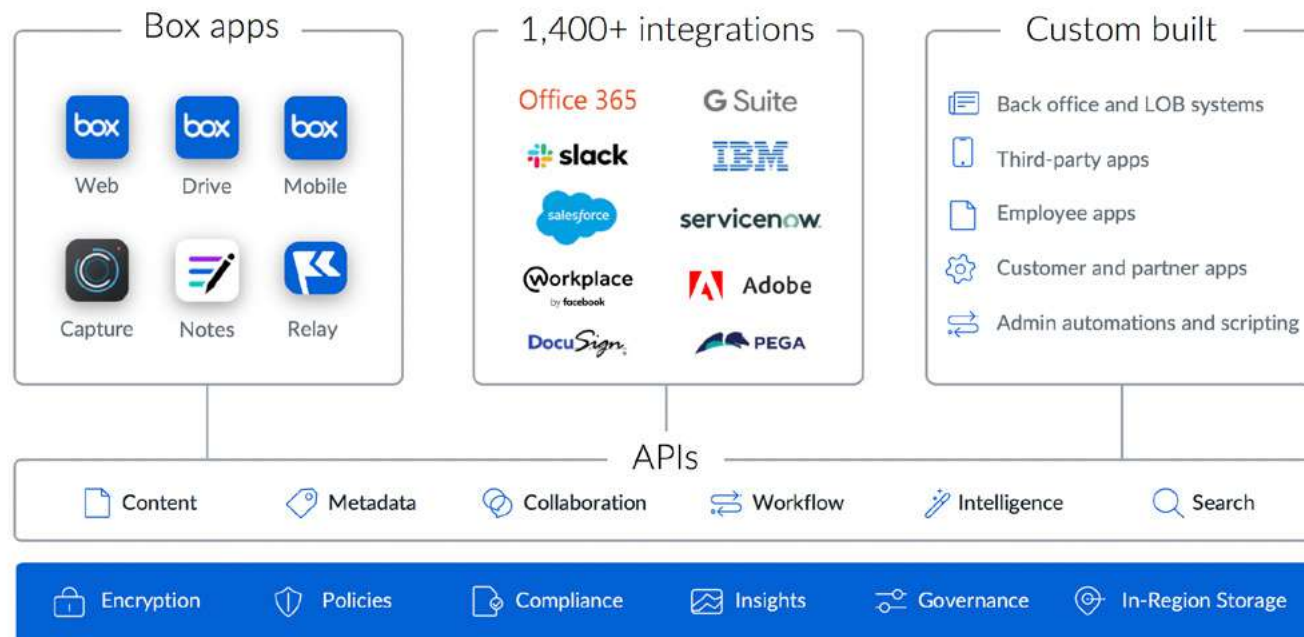 Box apps
box
box
box
Web
Drive
Mobile
Capture
Notes
Relay
1,400+ integrations
Office 365
G Suite
slack
IBM
salesforce
servicenow
Workplace
by facebook
Adobe
DocuSign
PEGA
Custom built
Back office and LOB systems
Third-party apps
Employee apps
Customer and partner apps
Admin automations and scripting
APIs
Content
Metadata
Collaboration
Workflow
Intelligence
Search
Encryption
Policies
Compliance
Insights
Governance
In-Region Storage